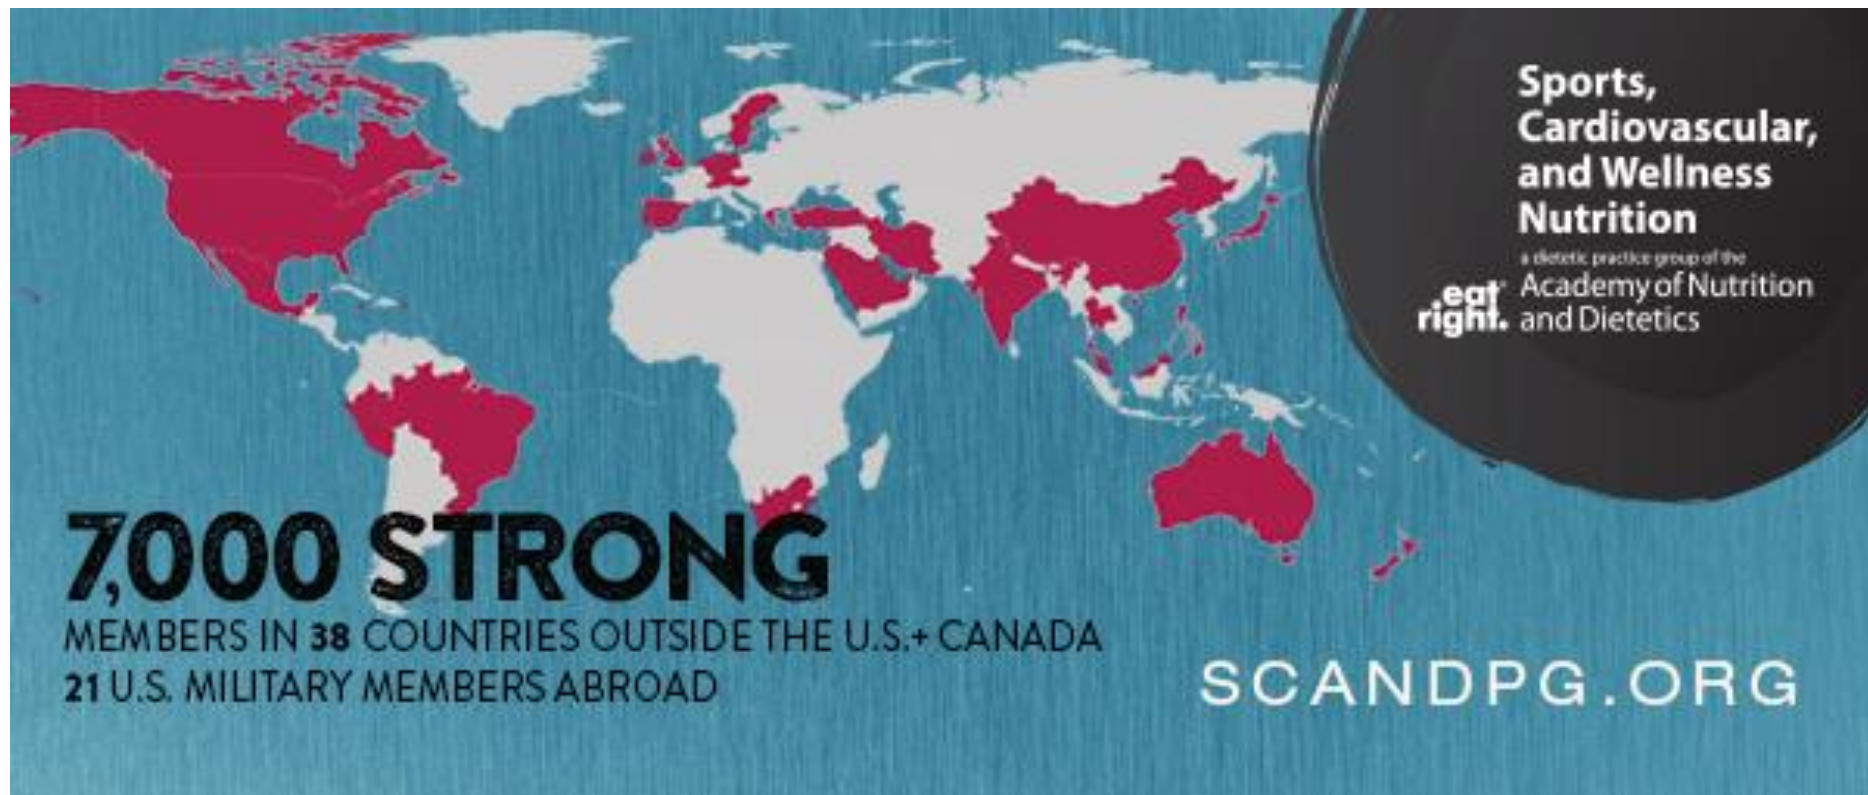 Sports,
Cardiovascular,
and Wellness
Nutrition
a dietetic practice group of the
eat right. Academy of Nutrition
and Dietetics
7,000 STRONG
MEMBERS IN 38 COUNTRIES OUTSIDE THE U.S.+ CANADA
21 U.S. MILITARY MEMBERS ABROAD
SCANDPG.ORG